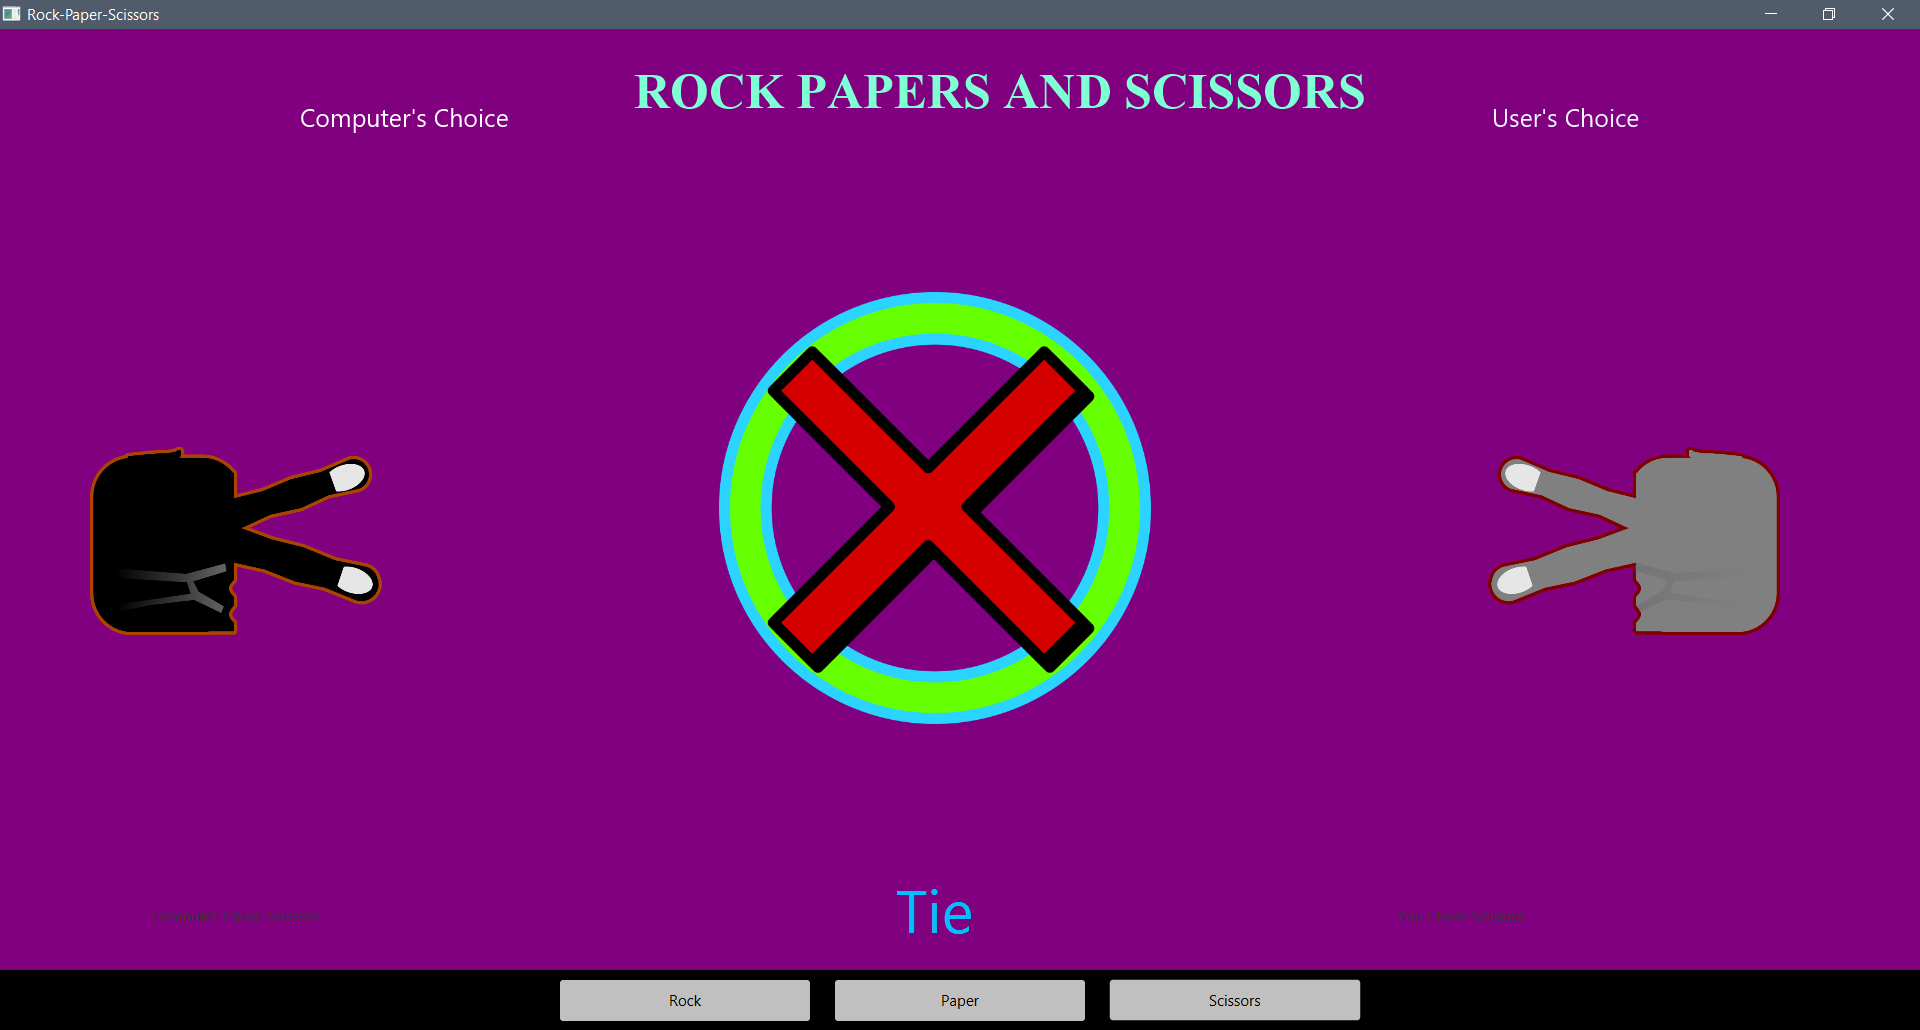 Rock-Paper-Scissors
ROCK PAPERS AND SCISSORS
Computer's Choice
User's Choice
Tie
Computer Chose Scissors
You Chose Scissors
Rock
Paper
Scissors